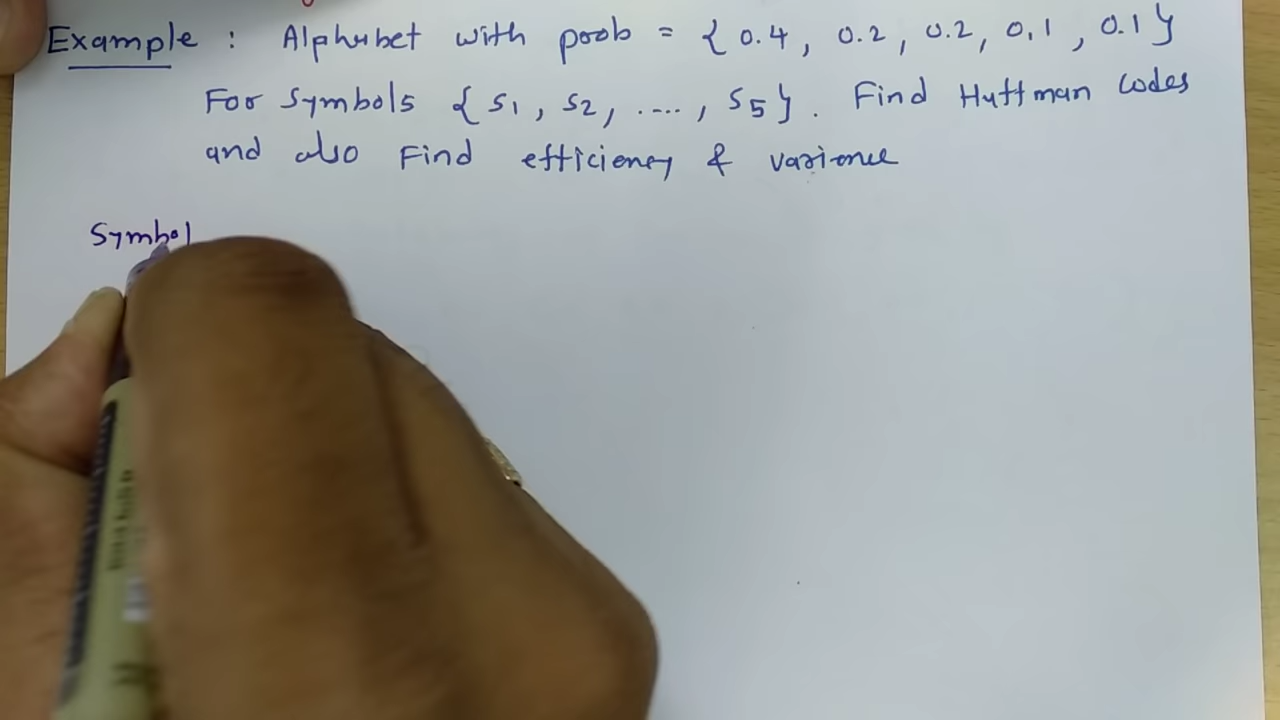 Example : Alphabet with prob = { 0.4, 0.2, 0.2, 0.1, 0.1 }
For Symbols { S1, S2, ...., S5 }. Find Huffman Codes
and also Find efficiency & varience
Symbol